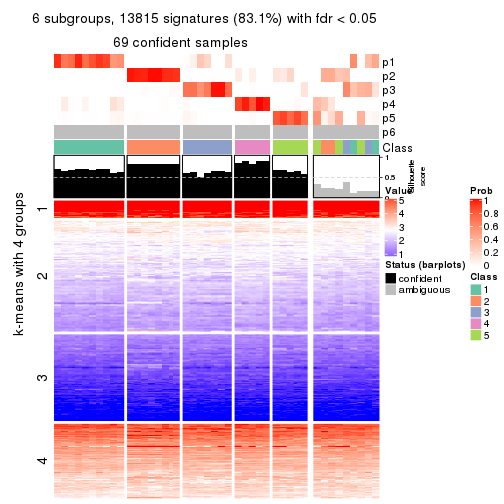 6 subgroups, 13815 signatures (83.1%) with fdr < 0.05
69 confident samples
p1
p2
p3
p4
p5
p6
Class
1
0.5
0
Silhouette
score
k-means with 4 groups
1
2
3
4
Value
5
4
3
2
1
Status (barplots)
confident
ambiguous
Prob
1
0.8
0.6
0.4
0.2
0
Class
1
2
3
4
5